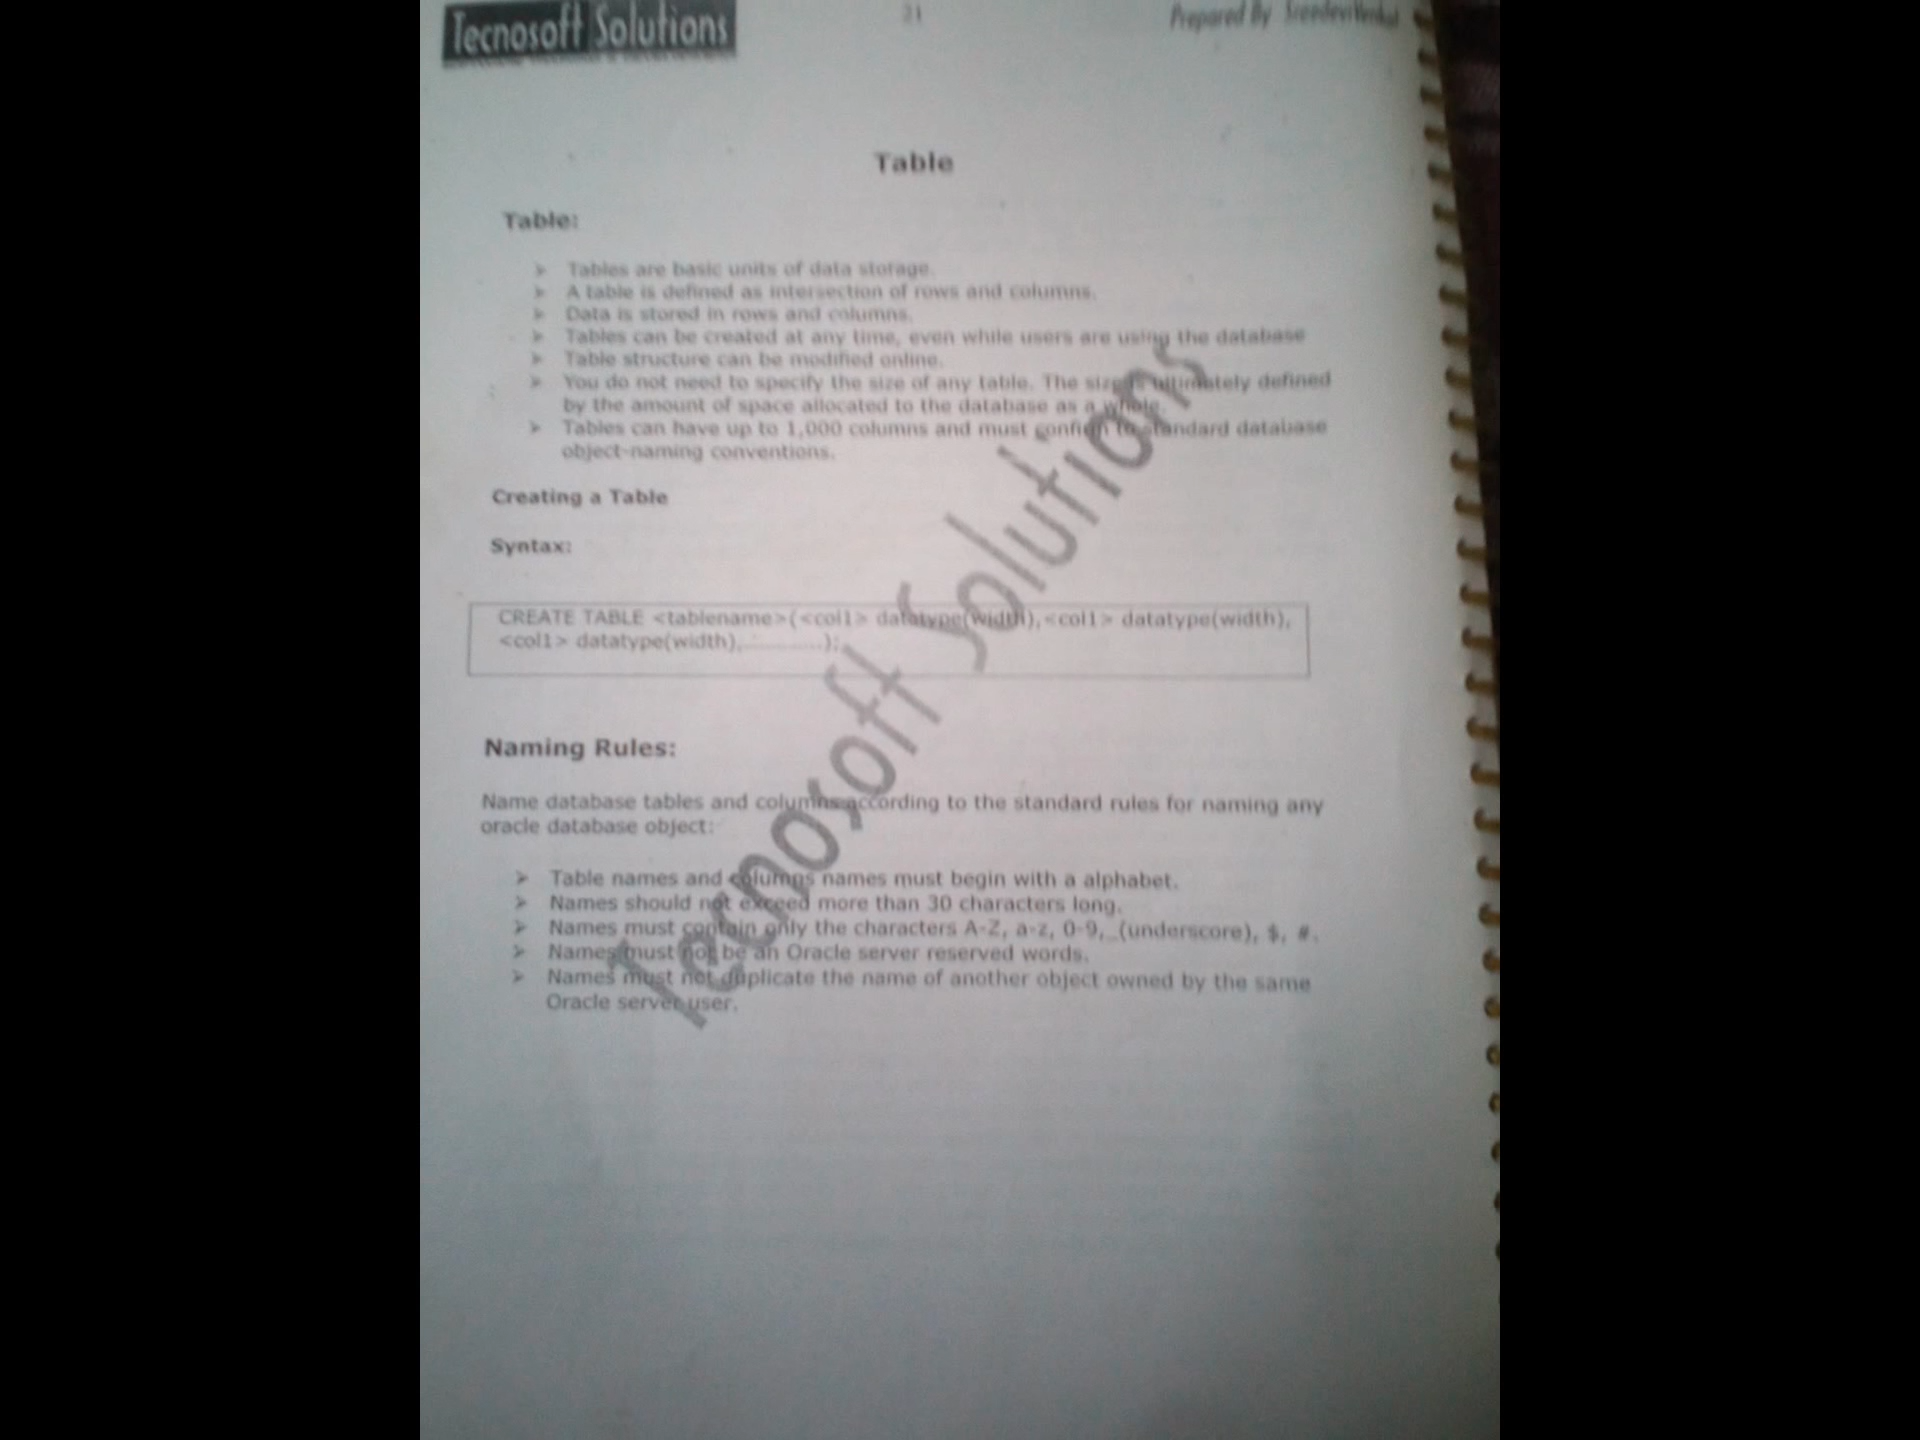 Tecnosoft Solutions
21
Prepared By
Table
Table:
➤ Tables are basic units of data storage.
➤ A table is defined as intersection of rows and columns.
➤ Data is stored in rows and columns.
➤ Tables can be created at any time, even while users are using the database
➤ Table structure can be modified online.
➤ You do not need to specify the size of any table. The size is ultimately defined
by the amount of space allocated to the database as a whole.
➤ Tables can have up to 1,000 columns and must confirm to standard database
object-naming conventions.
Creating a Table
Syntax:
CREATE TABLE <tablename>(<col1> datatype(width),<col1> datatype(width),
<col1> datatype(width),..............);
Naming Rules:
Name database tables and columns according to the standard rules for naming any
oracle database object:
➤ Table names and columns names must begin with a alphabet.
➤ Names should not exceed more than 30 characters long.
➤ Names must contain only the characters A-Z, a-z, 0-9,_(underscore), $, #.
➤ Names must not be an Oracle server reserved words.
➤ Names must not duplicate the name of another object owned by the same
Oracle server user.
Tecnosoft Solutions